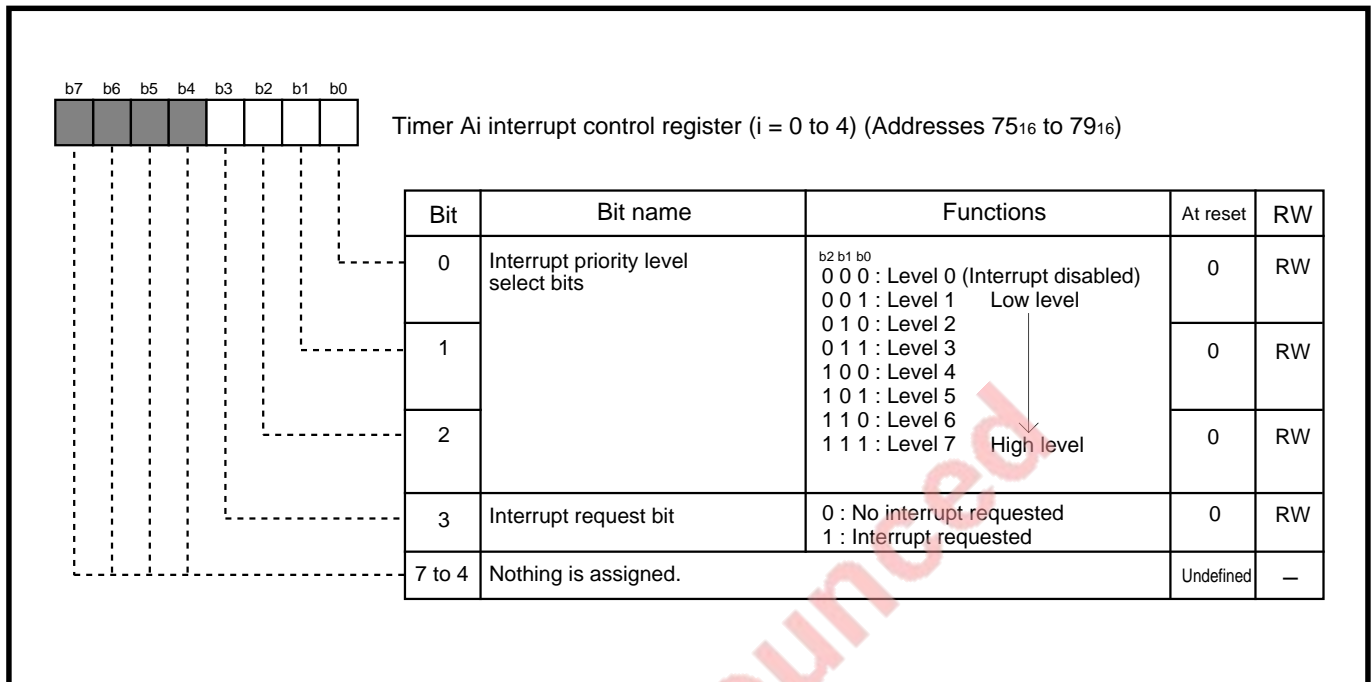 b7 b6 b5 b4 b3 b2 b1 b0
Timer Ai interrupt control register (i = 0 to 4) (Addresses 7516 to 7916)
Bit Bit name Functions At reset RW
0 Interrupt priority level select bits
b2 b1 b0
0 0 0 : Level 0 (Interrupt disabled)
0 0 1 : Level 1 Low level
0 1 0 : Level 2
0 1 1 : Level 3
1 0 0 : Level 4
1 0 1 : Level 5
1 1 0 : Level 6
1 1 1 : Level 7 High level
0 RW
1 0 RW
2 0 RW
3 Interrupt request bit
0 : No interrupt requested
1 : Interrupt requested
0 RW
7 to 4 Nothing is assigned. Undefined –